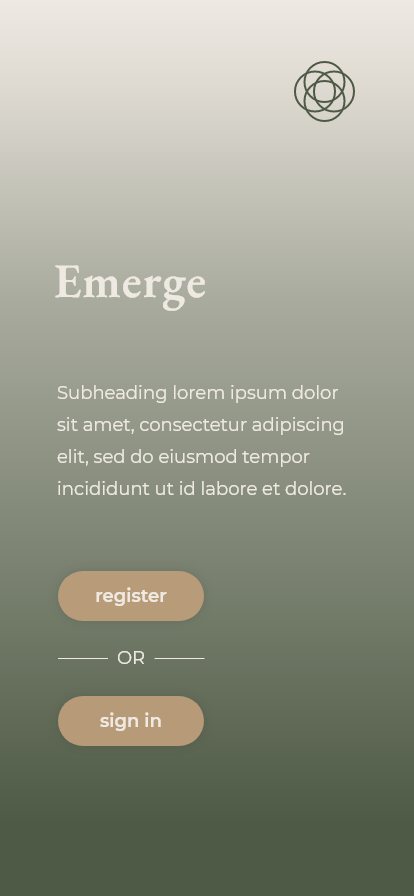 Emerge
Subheading lorem ipsum dolor
sit amet, consectetur adipiscing
elit, sed do eiusmod tempor
incididunt ut id labore et dolore.
register
OR
sign in